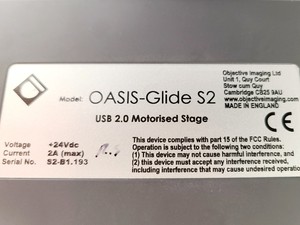 Objective Imaging Ltd
Unit 1, Quy Court
Stow cum Quy
Cambridge CB25 9AU
www.objectiveimaging.com
MADE IN ENGLAND
Model: OASIS-Glide S2
USB 2.0 Motorised Stage
Voltage +24Vdc
Current 2A (max)
Serial No. S2-B1.193
This device complies with part 15 of the FCC Rules.
Operation is subject to the following two conditions:
(1) This device may not cause harmful interference, and
(2) this device must accept any interference received,
including interference that may cause undesired operation
CE